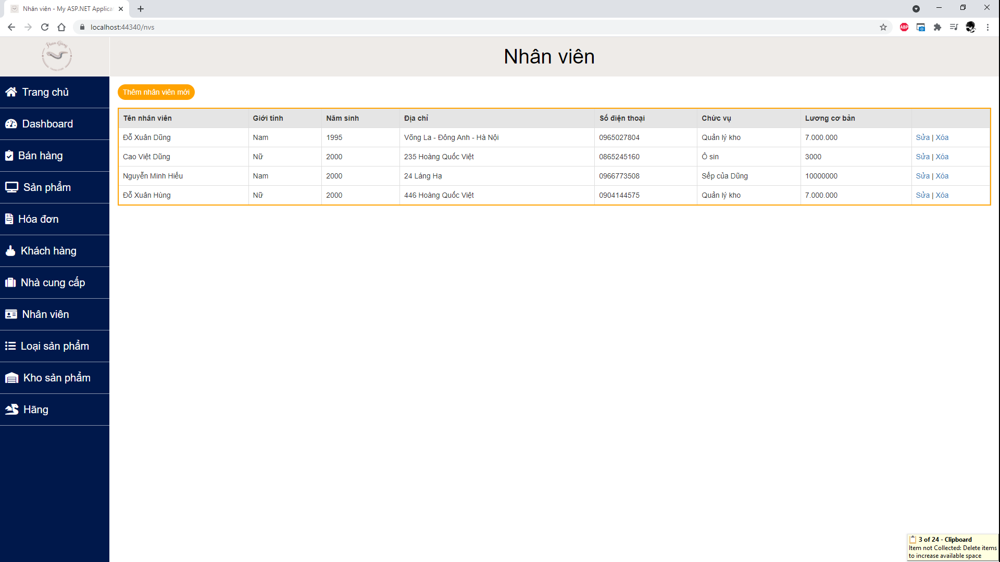 Nhân viên - My ASP.NET Applica
localhost:44340/nvs
ABP
Nhân viên
Trang chủ
Dashboard
Bán hàng
Sản phẩm
Hóa đơn
Khách hàng
Nhà cung cấp
Nhân viên
Loại sản phẩm
Kho sản phẩm
Hãng
Thêm nhân viên mới
Tên nhân viên Giới tính Năm sinh Địa chỉ Số điện thoại Chức vụ Lương cơ bản
Đỗ Xuân Dũng Nam 1995 Võng La - Đông Anh - Hà Nội 0965027804 Quản lý kho 7.000.000 Sửa | Xóa
Cao Việt Dũng Nữ 2000 235 Hoàng Quốc Việt 0865245160 Ô sin 3000 Sửa | Xóa
Nguyễn Minh Hiếu Nam 2000 24 Láng Hạ 0966773508 Sếp của Dũng 10000000 Sửa | Xóa
Đỗ Xuân Hùng Nữ 2000 446 Hoàng Quốc Việt 0904144575 Quản lý kho 7.000.000 Sửa | Xóa
3 of 24 - Clipboard
Item not Collected: Delete items
to increase available space